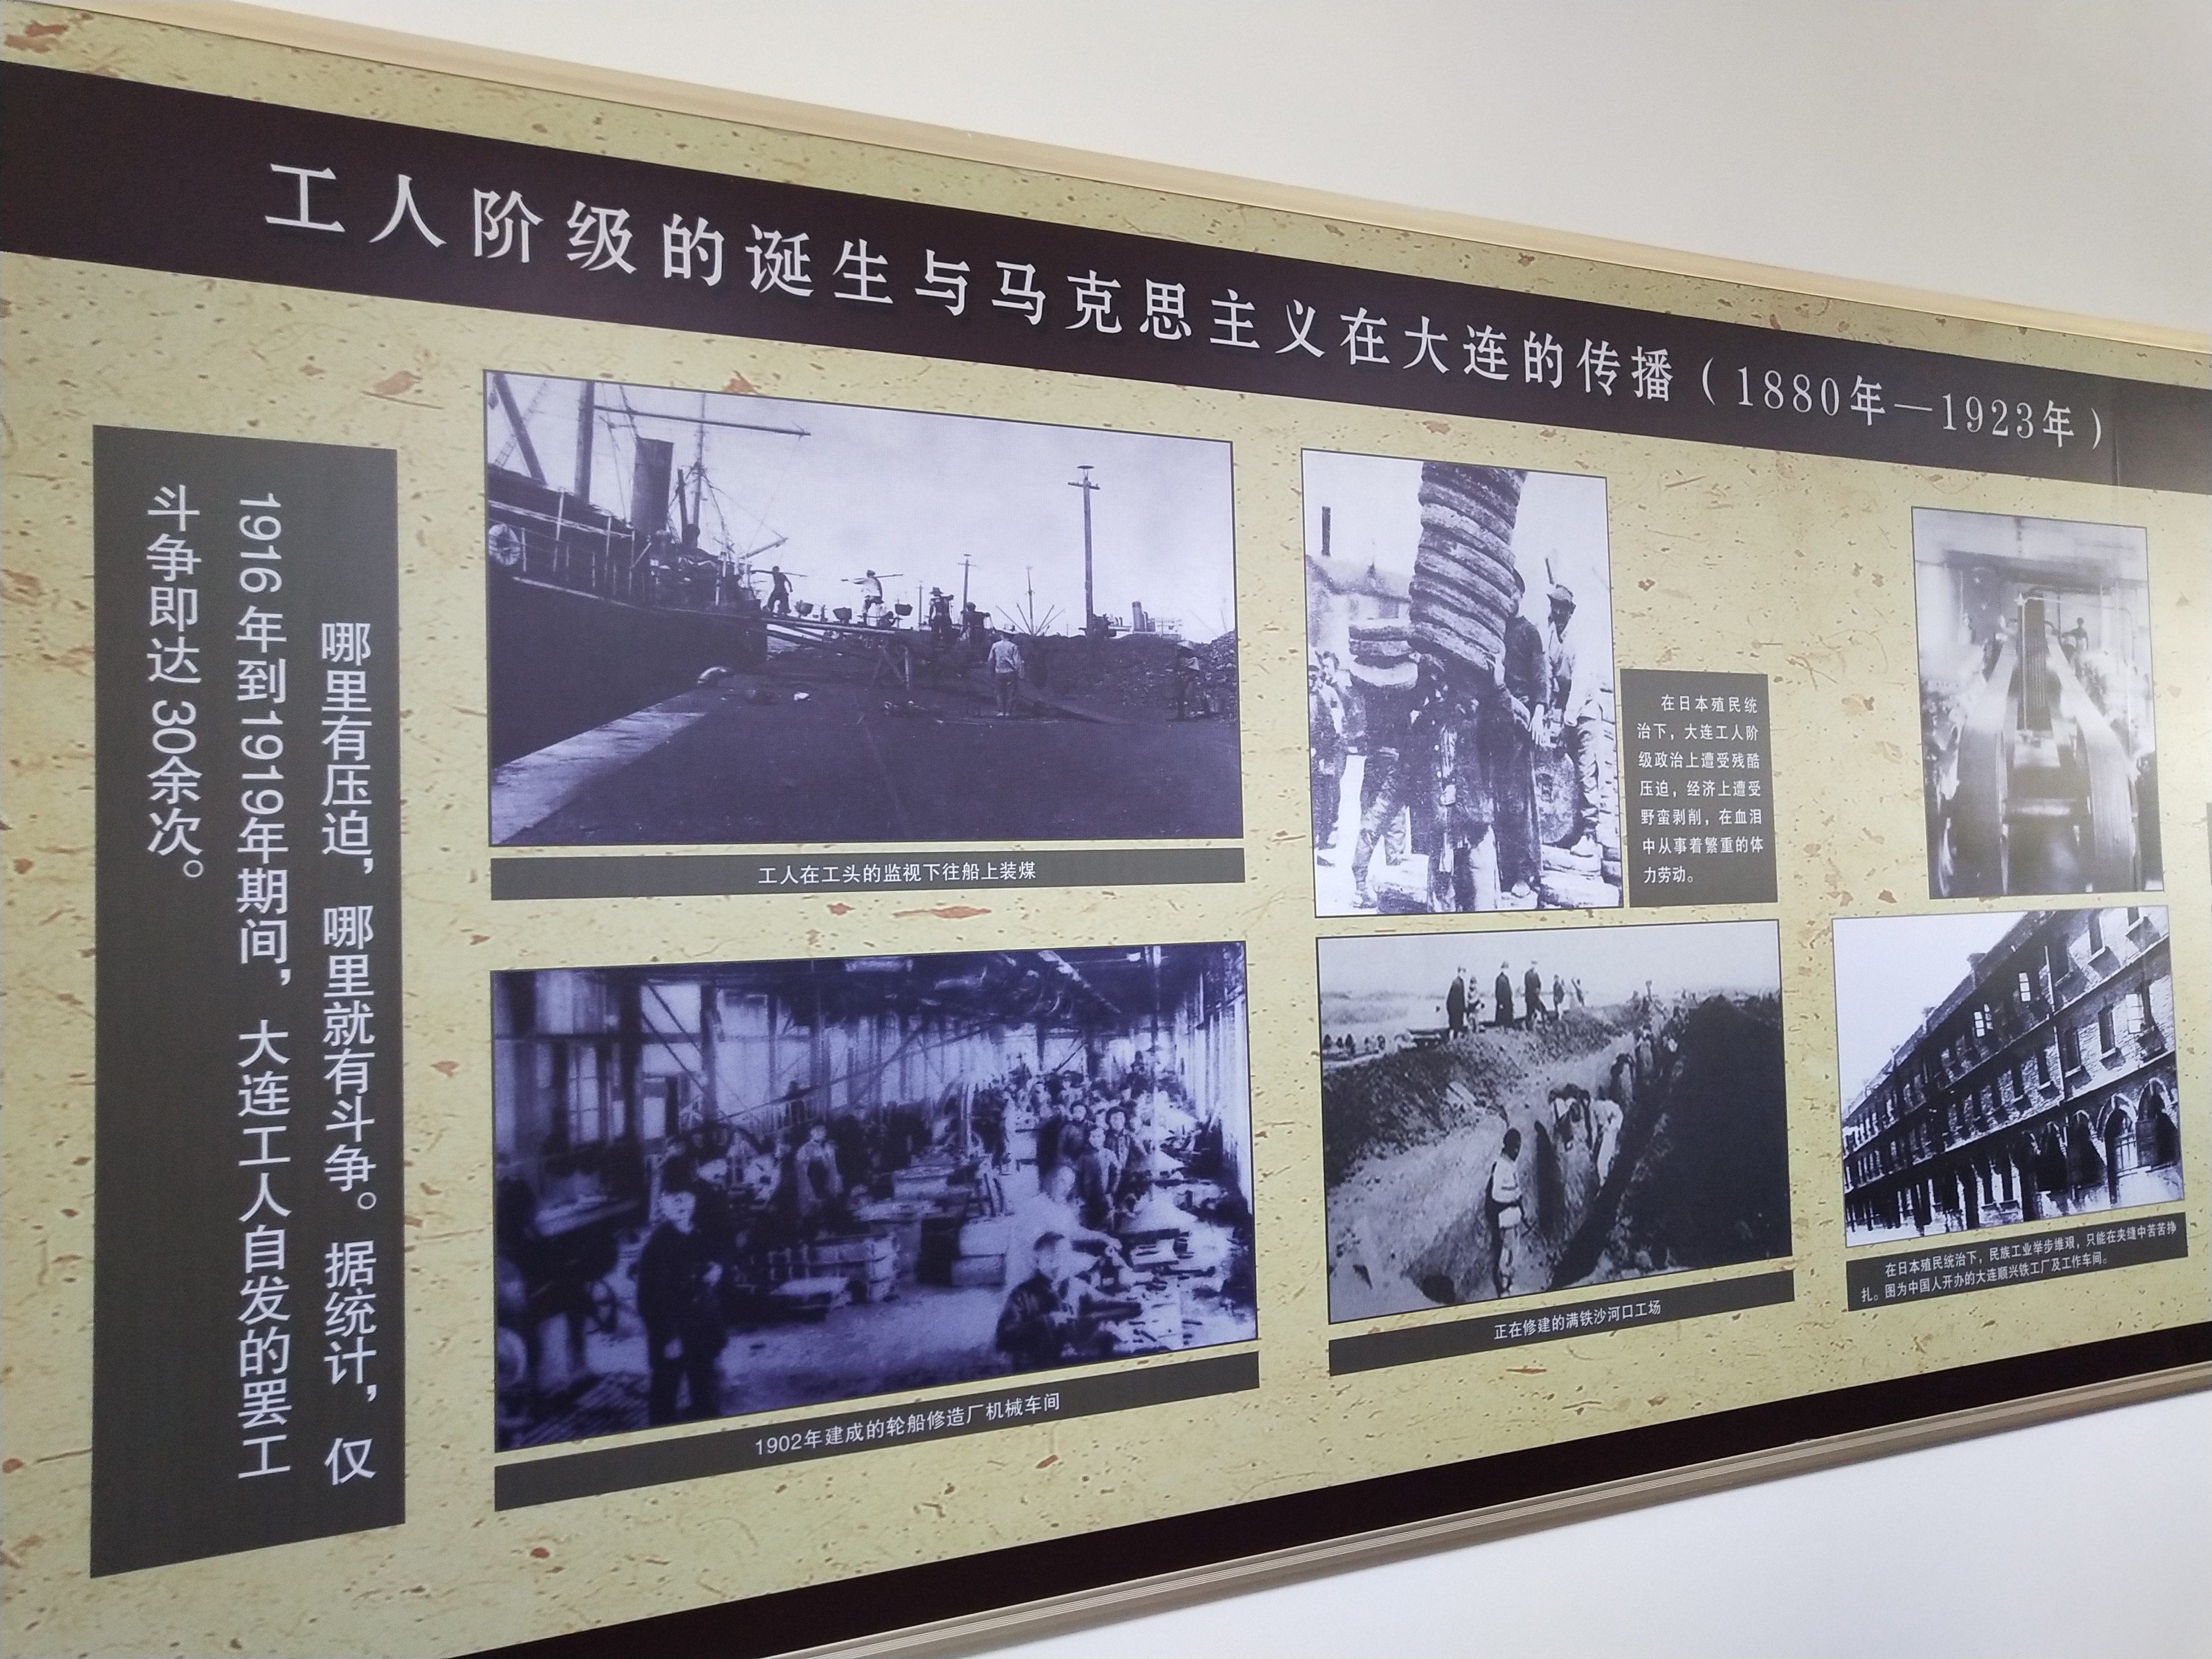 工人阶级的诞生与马克思主义在大连的传播（1880年—1923年）
哪里有压迫，哪里就有斗争。据统计，仅
1916年到1919年期间，大连工人自发的罢工
斗争即达30余次。
工人在工头的监视下往船上装煤
在日本殖民统
治下，大连工人阶
级政治上遭受残酷
压迫，经济上遭受
野蛮剥削，在血泪
中从事着繁重的体
力劳动。
1902年建成的轮船修造厂机械车间
正在修建的满铁沙河口工场
在日本殖民统治下，民族工业举步维艰，只能在夹缝中苦苦挣
扎。图为中国人开办的大连顺兴铁工厂及工作车间。